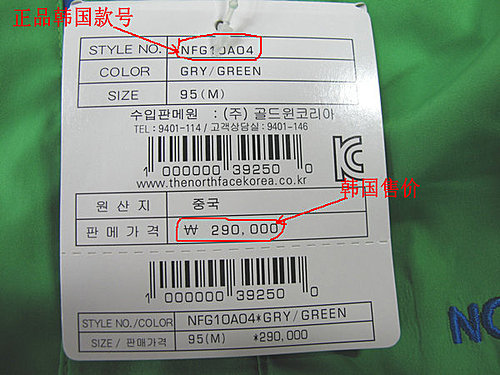 正品韩国款号
STYLE NO. NFG10A04
COLOR GRY/GREEN
SIZE 95(M)
수입판매원 : (주) 골드윈코리아
TEL : 9401-114 / 고객상담실 : 9401-146
1 000000 39250 0
www.thenorthfacekorea.co.kr
韩国售价
원산지 중국
판매가격 ₩ 290,000
1 000000 39250 0
STYLE NO./COLOR NFG10A04*GRY/GREEN
SIZE / 판매가격 95(M) *290,000
NO